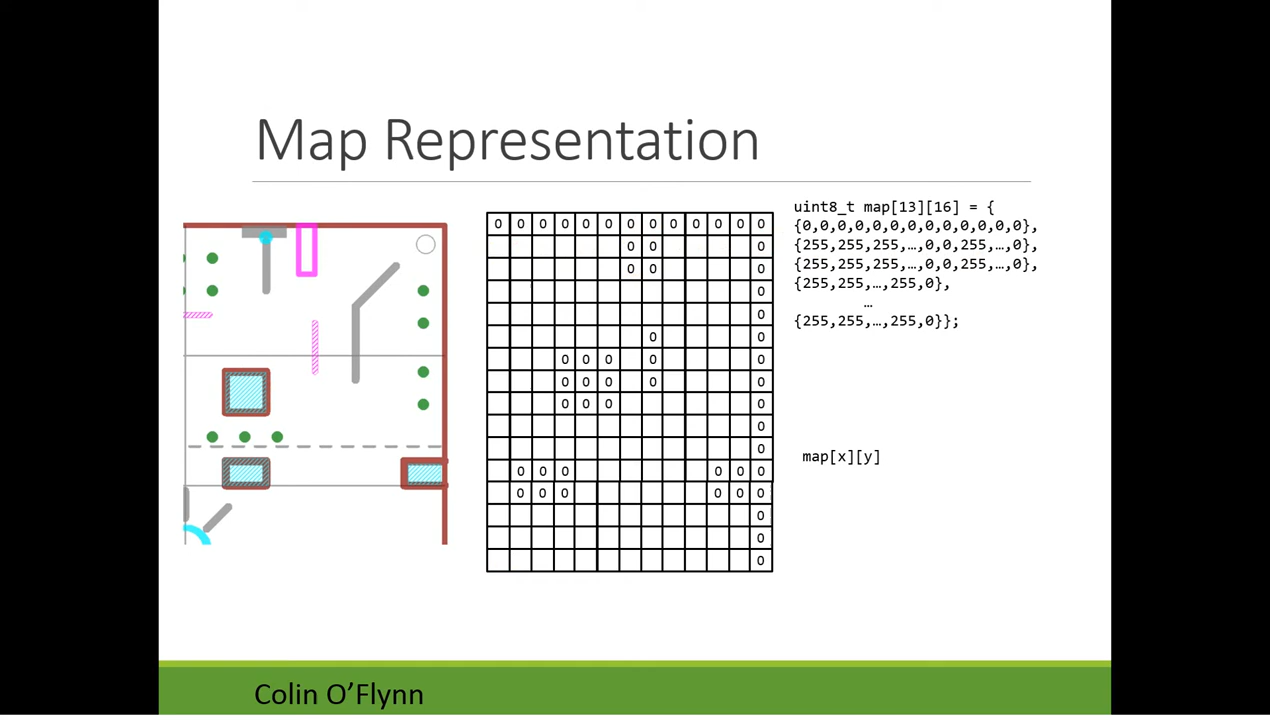 Map Representation
0 0 0 0 0 0 0 0 0 0 0 0 0
0 0 0
0 0 0
0
0
0 0
0 0 0 0 0
0 0 0 0 0
0 0 0 0
0
0
0 0 0 0 0 0
0 0 0 0 0 0
0
0
0
uint8_t map[13][16] = {
{0,0,0,0,0,0,0,0,0,0,0,0,0},
{255,255,255,…,0,0,255,…,0},
{255,255,255,…,0,0,255,…,0},
{255,255,…,255,0},
…
{255,255,…,255,0}};
map[x][y]
Colin O’Flynn